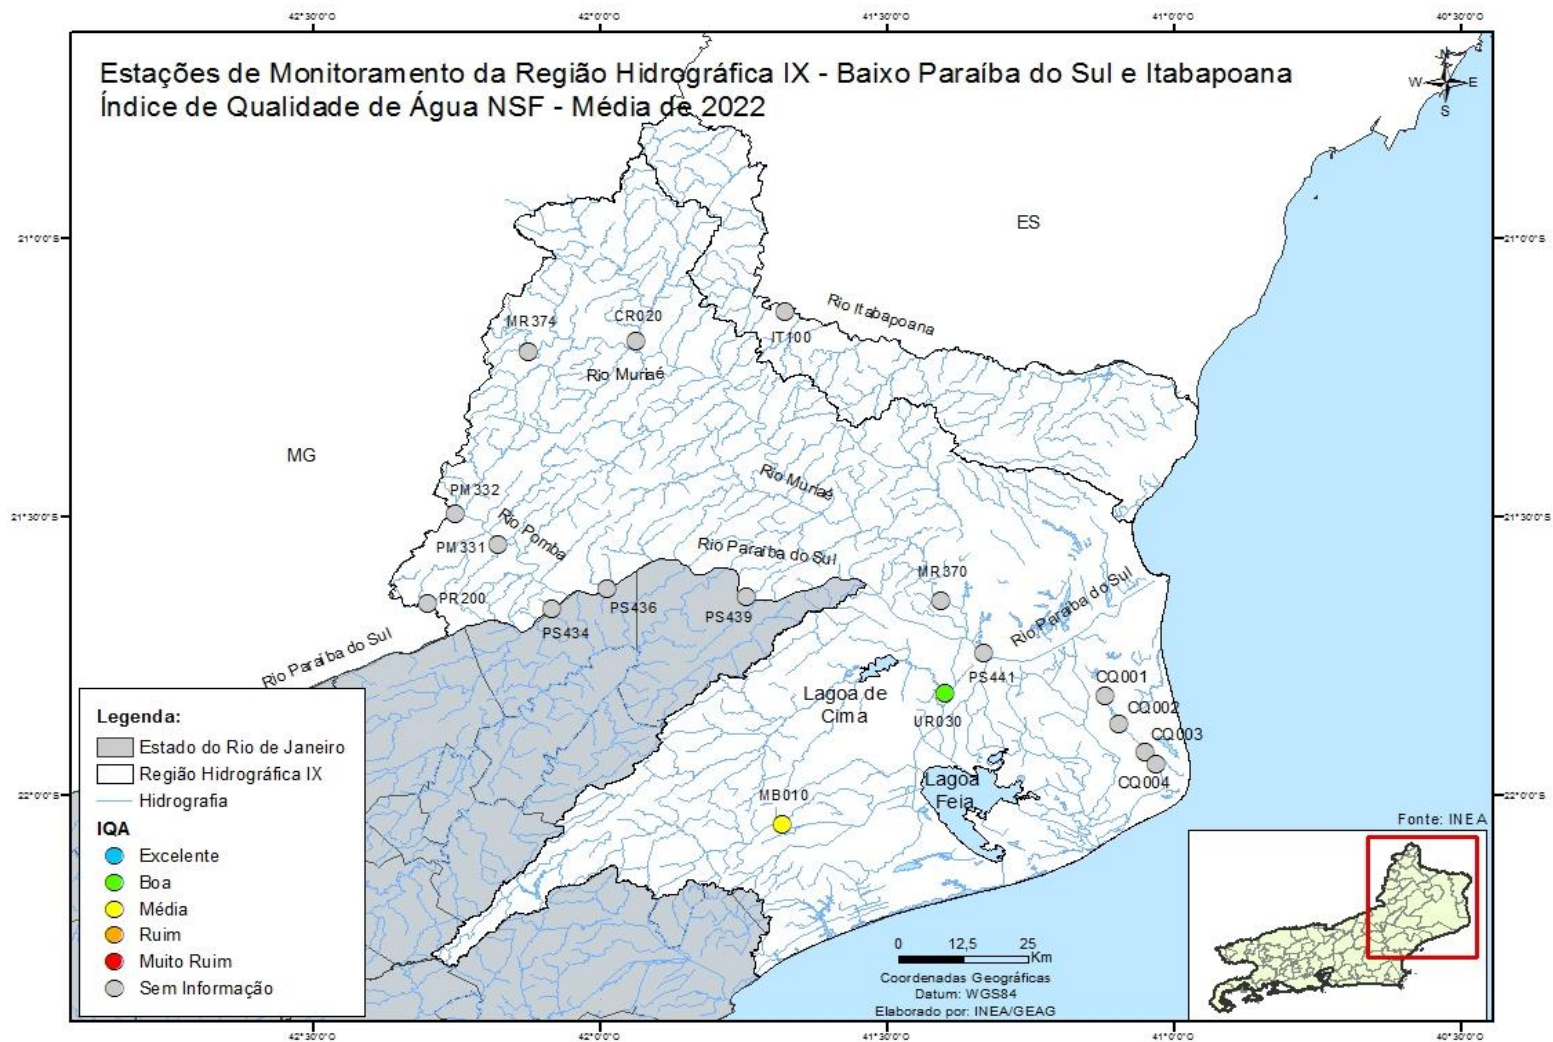 42°30'0"O 42°0'0"O 41°30'0"O 41°0'0"O 40°30'0"O
Estações de Monitoramento da Região Hidrográfica IX - Baixo Paraíba do Sul e Itabapoana
Índice de Qualidade de Água NSF - Média de 2022
N
W E
S
ES
21°0'0"S 21°0'0"S
Rio Itabapoana
IT100
MR374
CR020
Rio Muriaé
MG
Rio Muriaé
PM332
21°30'0"S 21°30'0"S
Rio Pomba
PM331
Rio Paraíba do Sul
MR370
Rio Paraíba do Sul
PR200
PS436
PS434
PS439
Rio Paraíba do Sul
PS441
CQ001
Lagoa de
Cima
UR030
CQ002
CQ003
CQ004
Lagoa
Feia
MB010
22°0'0"S 22°0'0"S
Legenda:
Estado do Rio de Janeiro
Região Hidrográfica IX
Hidrografia
IQA
Excelente
Boa
Média
Ruim
Muito Ruim
Sem Informação
Fonte: INEA
0 12,5 25
Km
Coordenadas Geográficas
Datum: WGS84
Elaborado por: INEA/GEAG
42°30'0"O 42°0'0"O 41°30'0"O 41°0'0"O 40°30'0"O